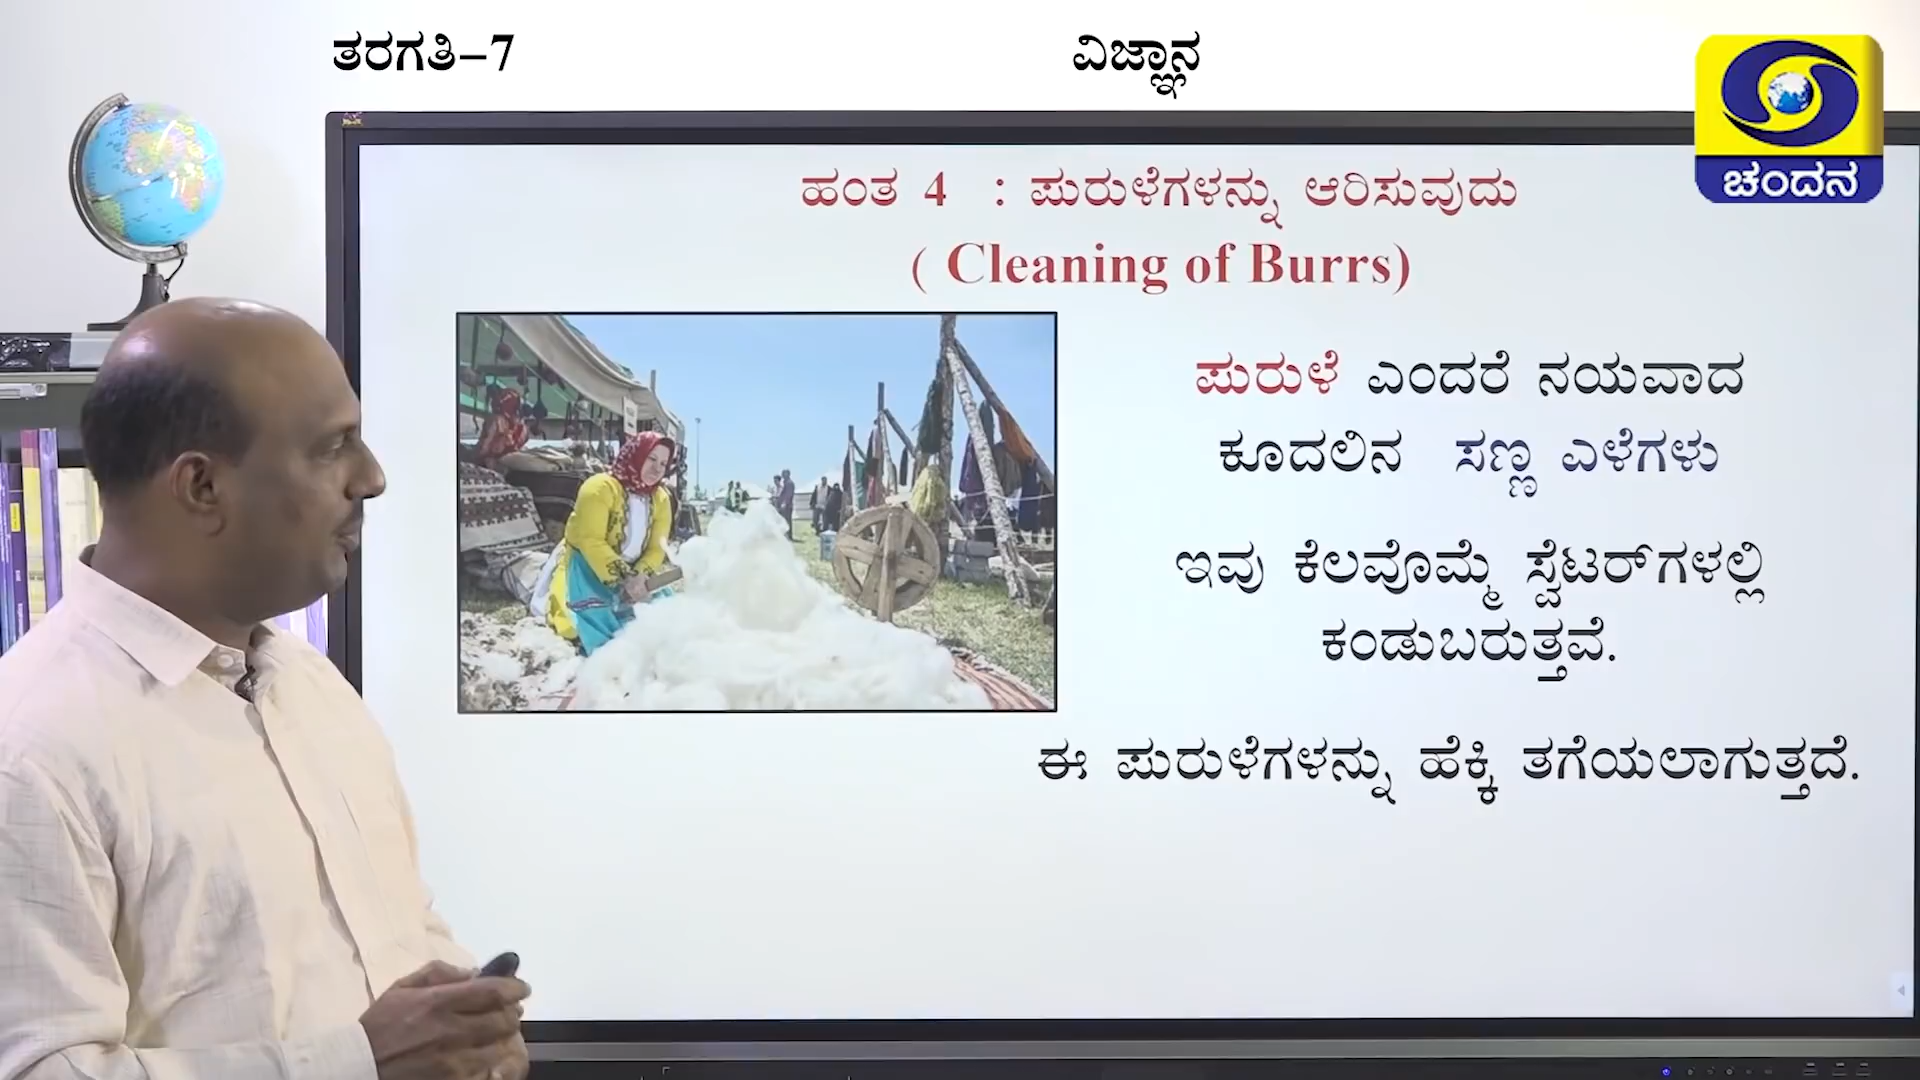 ತರಗತಿ–7
ವಿಜ್ಞಾನ
ಚಂದನ
ಹಂತ 4 : ಪುರುಳೆಗಳನ್ನು ಆರಿಸುವುದು
( Cleaning of Burrs)
ಪುರುಳೆ ಎಂದರೆ ನಯವಾದ
ಕೂದಲಿನ ಸಣ್ಣ ಎಳೆಗಳು
ಇವು ಕೆಲವೊಮ್ಮೆ ಸ್ವೆಟರ್‌ಗಳಲ್ಲಿ
ಕಂಡುಬರುತ್ತವೆ.
ಈ ಪುರುಳೆಗಳನ್ನು ಹೆಕ್ಕಿ ತಗೆಯಲಾಗುತ್ತದೆ.